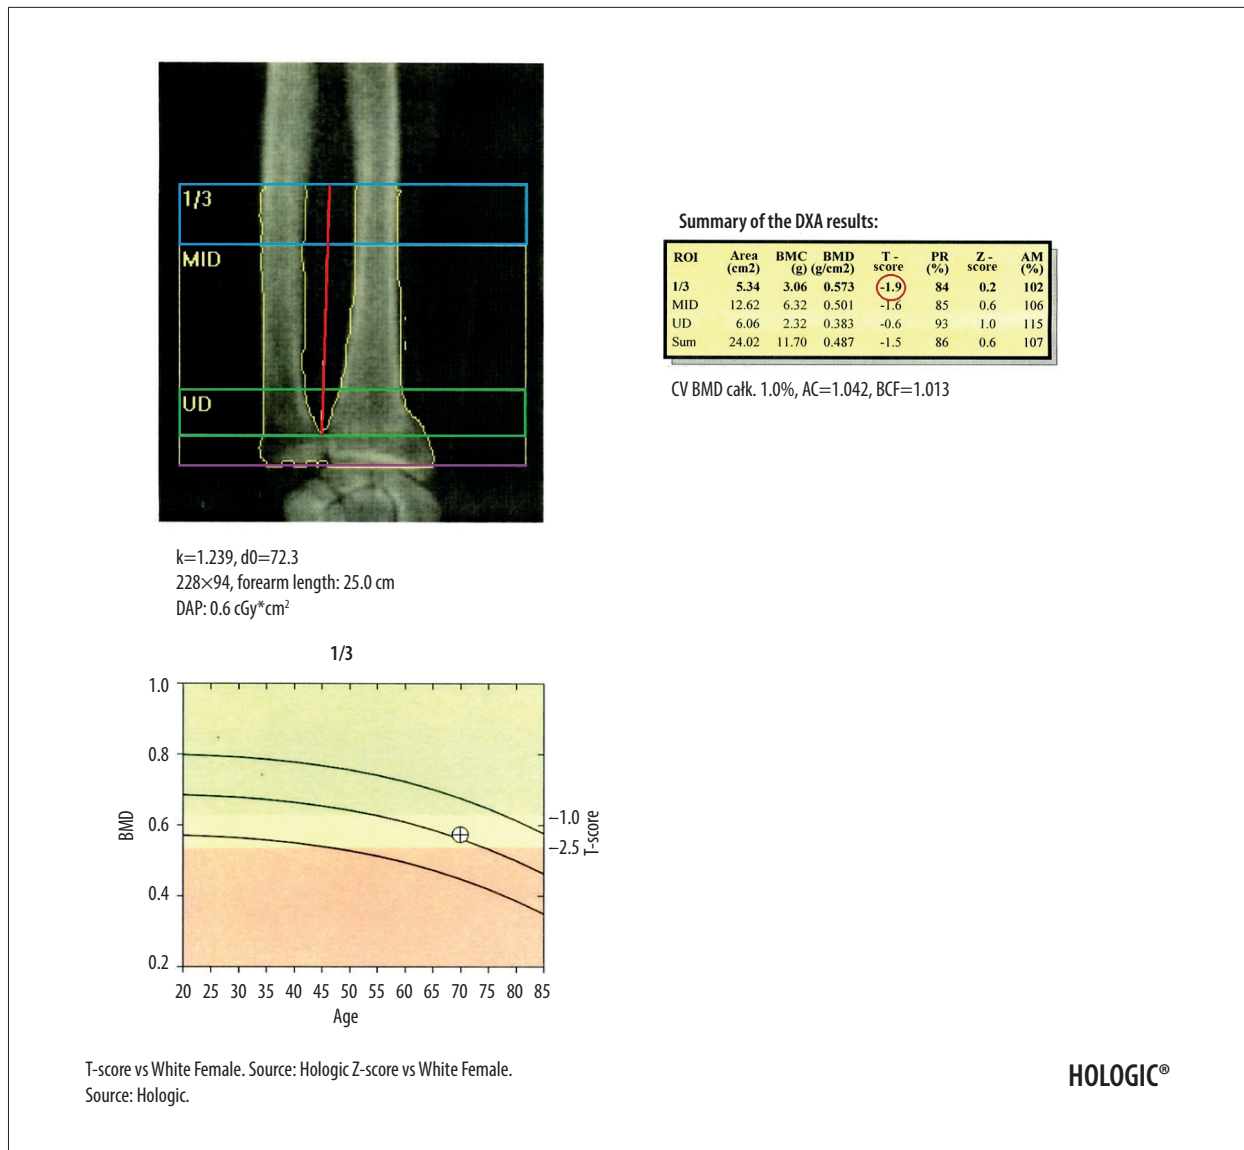 1/3
MID
UD
k=1.239, d0=72.3
228×94, forearm length: 25.0 cm
DAP: 0.6 cGy*cm²
Summary of the DXA results:
ROI Area (cm2) BMC (g) BMD (g/cm2) T - score PR (%) Z - score AM (%)
1/3 5.34 3.06 0.573 -1.9 84 0.2 102
MID 12.62 6.32 0.501 -1.6 85 0.6 106
UD 6.06 2.32 0.383 -0.6 93 1.0 115
Sum 24.02 11.70 0.487 -1.5 86 0.6 107
CV BMD całk. 1.0%, AC=1.042, BCF=1.013
1/3
1.0
0.8
0.6
0.4
0.2
BMD
–1.0
–2.5
T-score
20 25 30 35 40 45 50 55 60 65 70 75 80 85
Age
T-score vs White Female. Source: Hologic Z-score vs White Female.
Source: Hologic.
HOLOGIC®